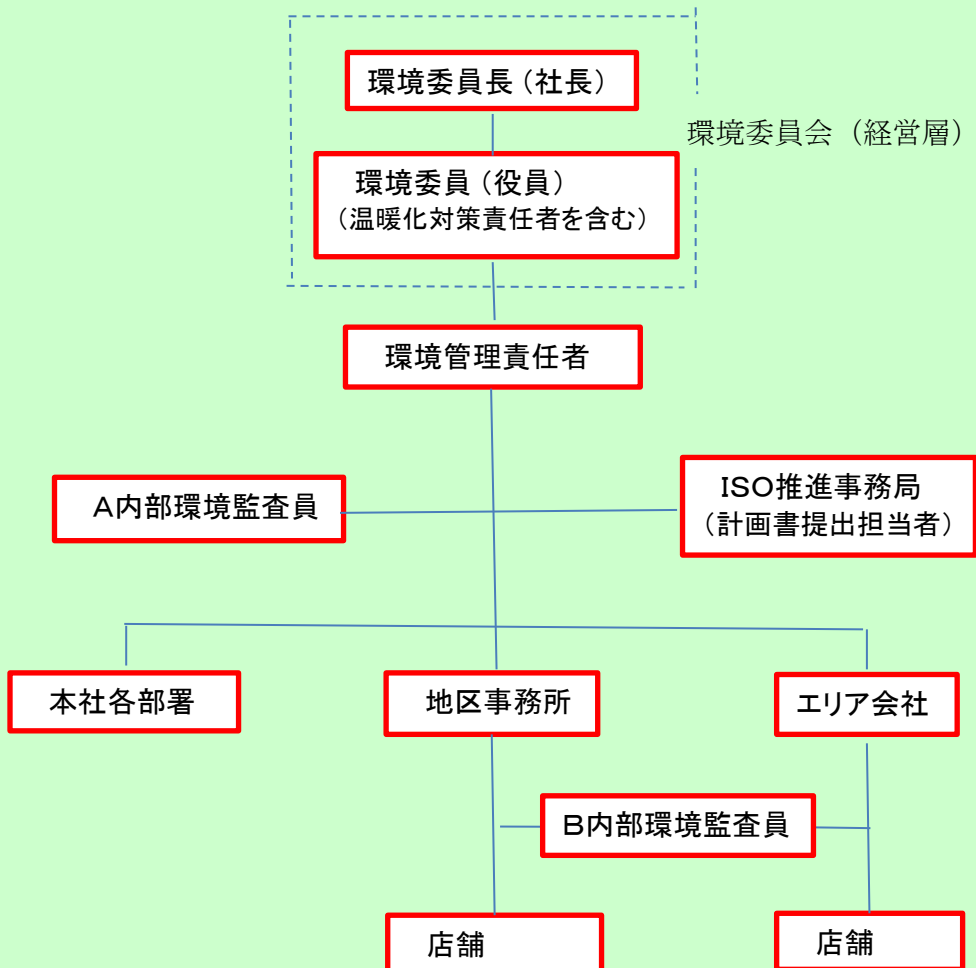 環境委員長（社長）
環境委員会（経営層）
環境委員（役員）
（温暖化対策責任者を含む）
環境管理責任者
A内部環境監査員
ISO推進事務局
（計画書提出担当者）
本社各部署
地区事務所
エリア会社
B内部環境監査員
店舗
店舗